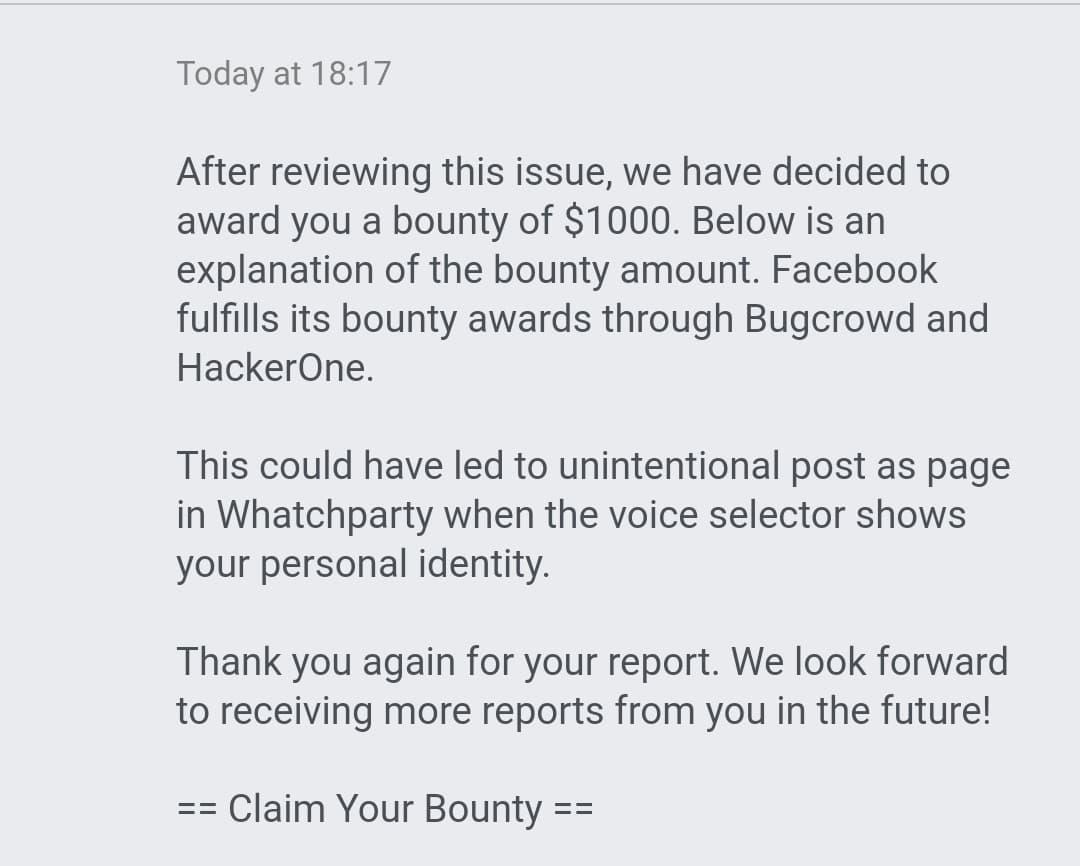 Today at 18:17
After reviewing this issue, we have decided to
award you a bounty of $1000. Below is an
explanation of the bounty amount. Facebook
fulfills its bounty awards through Bugcrowd and
HackerOne.
This could have led to unintentional post as page
in Whatchparty when the voice selector shows
your personal identity.
Thank you again for your report. We look forward
to receiving more reports from you in the future!
== Claim Your Bounty ==